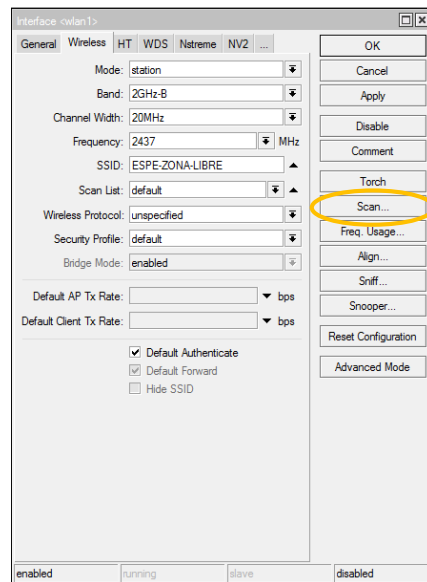 Interface <wlan1>
General Wireless HT WDS Nstreme NV2 ...
Mode: station
Band: 2GHz-B
Channel Width: 20MHz
Frequency: 2437 MHz
SSID: ESPE-ZONA-LIBRE
Scan List: default
Wireless Protocol: unspecified
Security Profile: default
Bridge Mode: enabled
Default AP Tx Rate: bps
Default Client Tx Rate: bps
Default Authenticate
Default Forward
Hide SSID
OK
Cancel
Apply
Disable
Comment
Torch
Scan...
Freq. Usage...
Align...
Sniff...
Snooper...
Reset Configuration
Advanced Mode
enabled running slave disabled